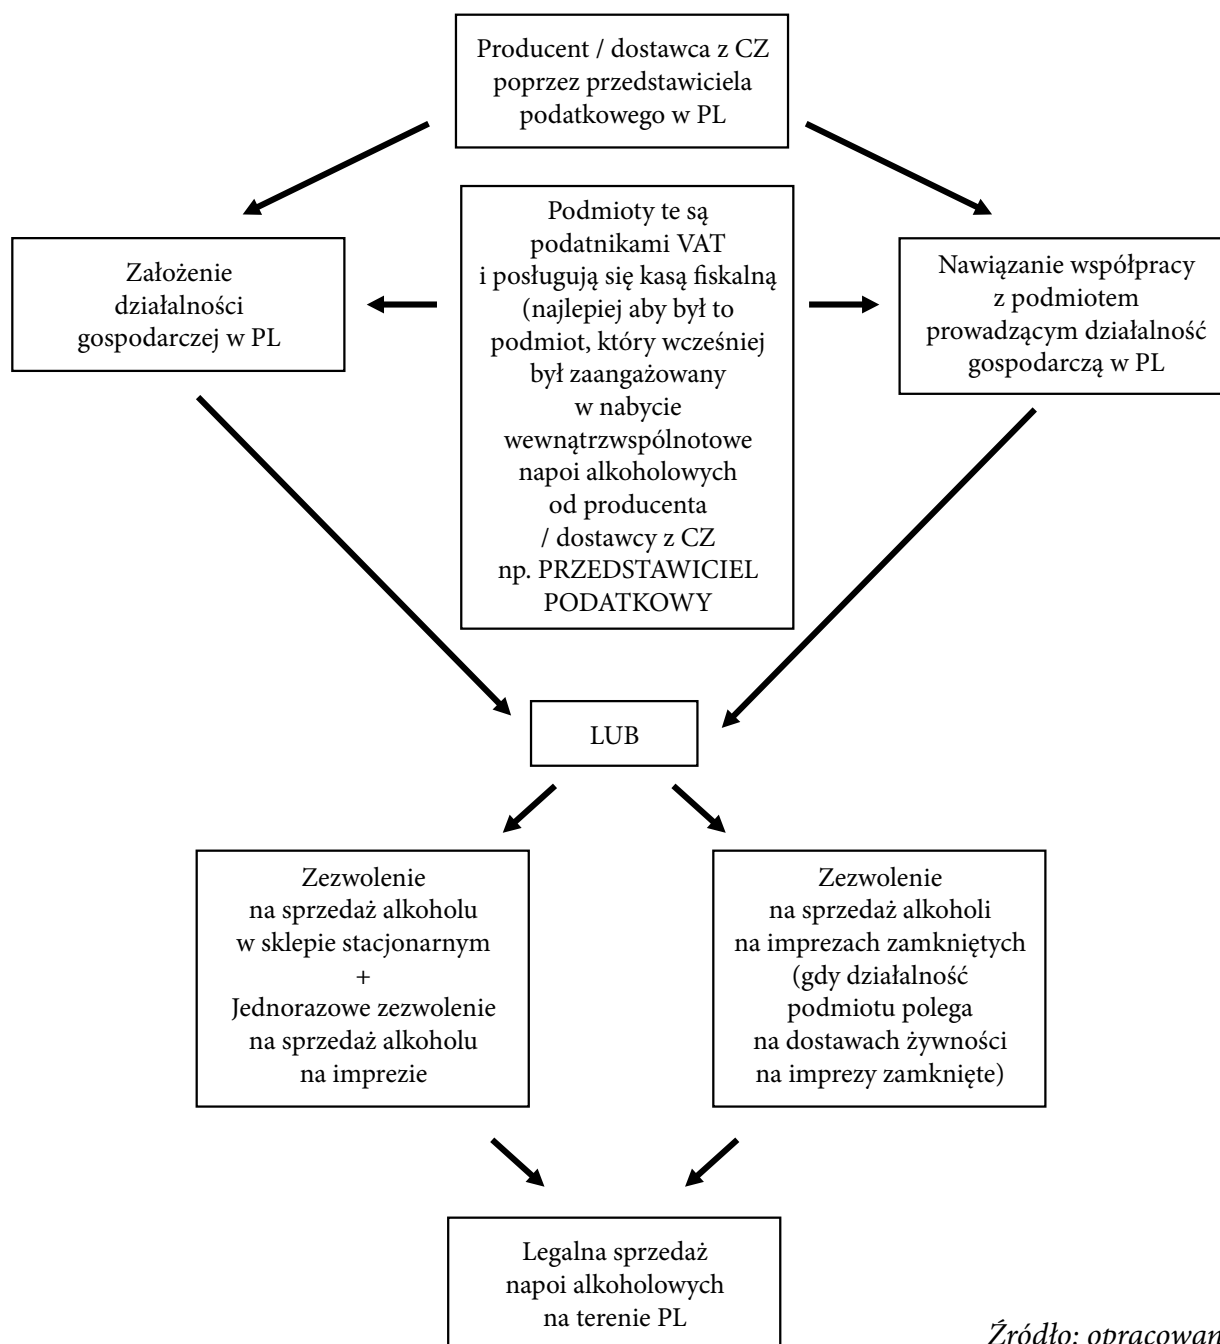 Producent / dostawca z CZ
poprzez przedstawiciela
podatkowego w PL
Założenie
działalności
gospodarczej w PL
Podmioty te są
podatnikami VAT
i posługują się kasą fiskalną
(najlepiej aby był to
podmiot, który wcześniej
był zaangażowany
w nabycie
wewnątrzwspólnotowe
napoi alkoholowych
od producenta
/ dostawcy z CZ
np. PRZEDSTAWICIEL
PODATKOWY
Nawiązanie współpracy
z podmiotem
prowadzącym działalność
gospodarczą w PL
LUB
Zezwolenie
na sprzedaż alkoholu
w sklepie stacjonarnym
+
Jednorazowe zezwolenie
na sprzedaż alkoholu
na imprezie
Zezwolenie
na sprzedaż alkoholi
na imprezach zamkniętych
(gdy działalność
podmiotu polega
na dostawach żywności
na imprezy zamknięte)
Legalna sprzedaż
napoi alkoholowych
na terenie PL
Źródło: opracowan